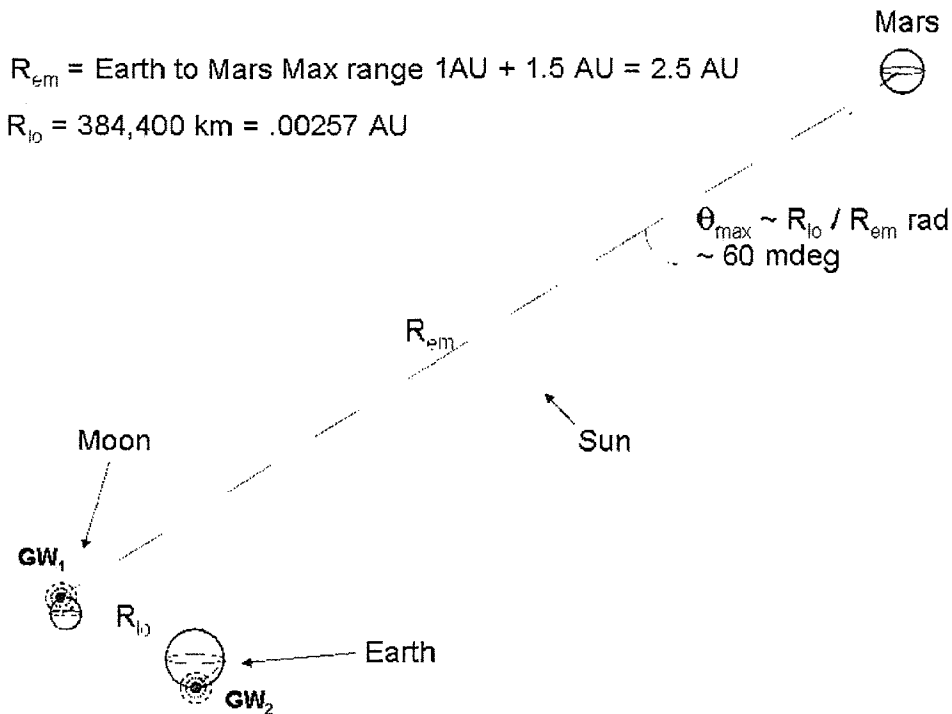 Mars
R_em = Earth to Mars Max range 1AU + 1.5 AU = 2.5 AU
R_lo = 384,400 km = .00257 AU
θ_max ~ R_lo / R_em rad
~ 60 mdeg
R_em
Sun
Moon
GW_1
R_lo
Earth
GW_2